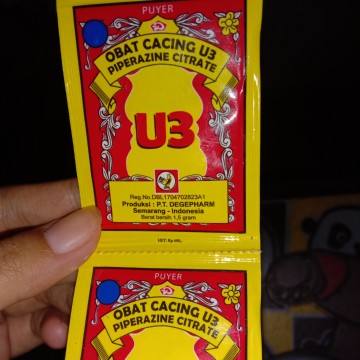 PUYER
OBAT CACING U3
PIPERAZINE CITRATE
U3
Reg.No.DBL1704702823A1
Produksi : P.T. DEGEPHARM
Semarang - Indonesia
Berat bersih 1,5 gram
PUYER
OBAT CACING U3
PIPERAZINE CITRATE